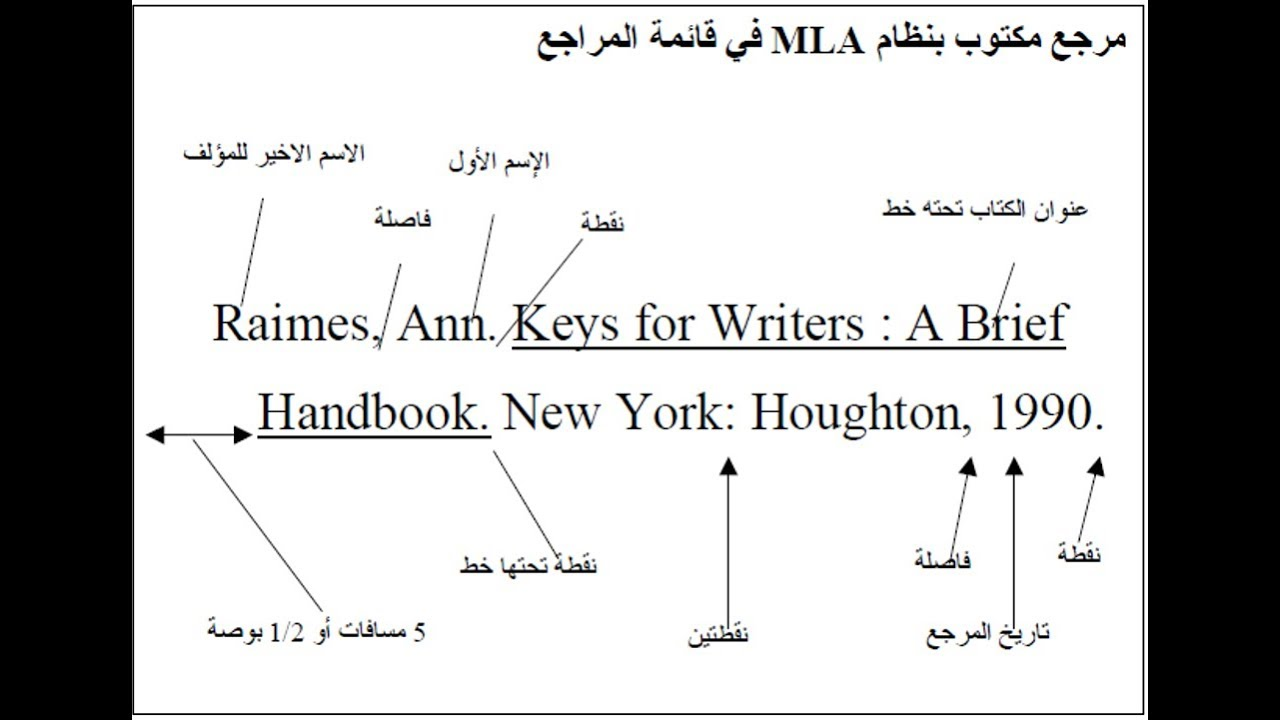 مرجع مكتوب بنظام MLA في قائمة المراجع
الاسم الاخير للمؤلف
الإسم الأول
فاصلة
نقطة
عنوان الكتاب تحته خط
Raimes, Ann. Keys for Writers : A Brief
Handbook. New York: Houghton, 1990.
نقطة تحتها خط
فاصلة
نقطة
5 مسافات أو 1/2 بوصة
نقطتين
تاريخ المرجع